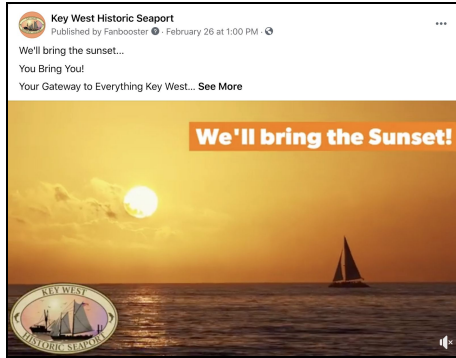 Key West Historic Seaport
Published by Fanbooster · February 26 at 1:00 PM ·
We'll bring the sunset...
You Bring You!
Your Gateway to Everything Key West... See More
We'll bring the Sunset!
KEY WEST
HISTORIC SEAPORT